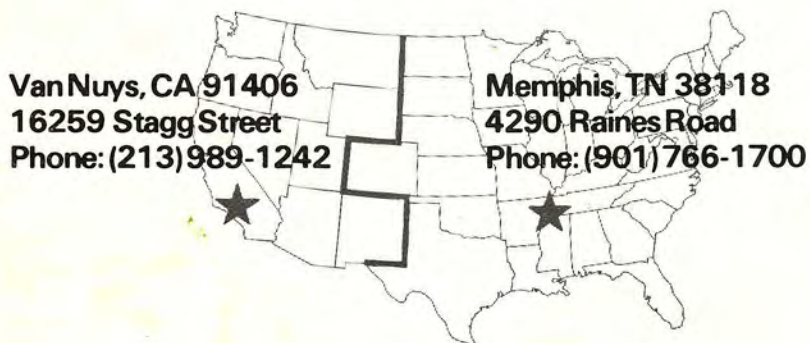 Van Nuys, CA 91406
16259 Stagg Street
Phone: (213) 989-1242
Memphis, TN 38118
4290 Raines Road
Phone: (901) 766-1700